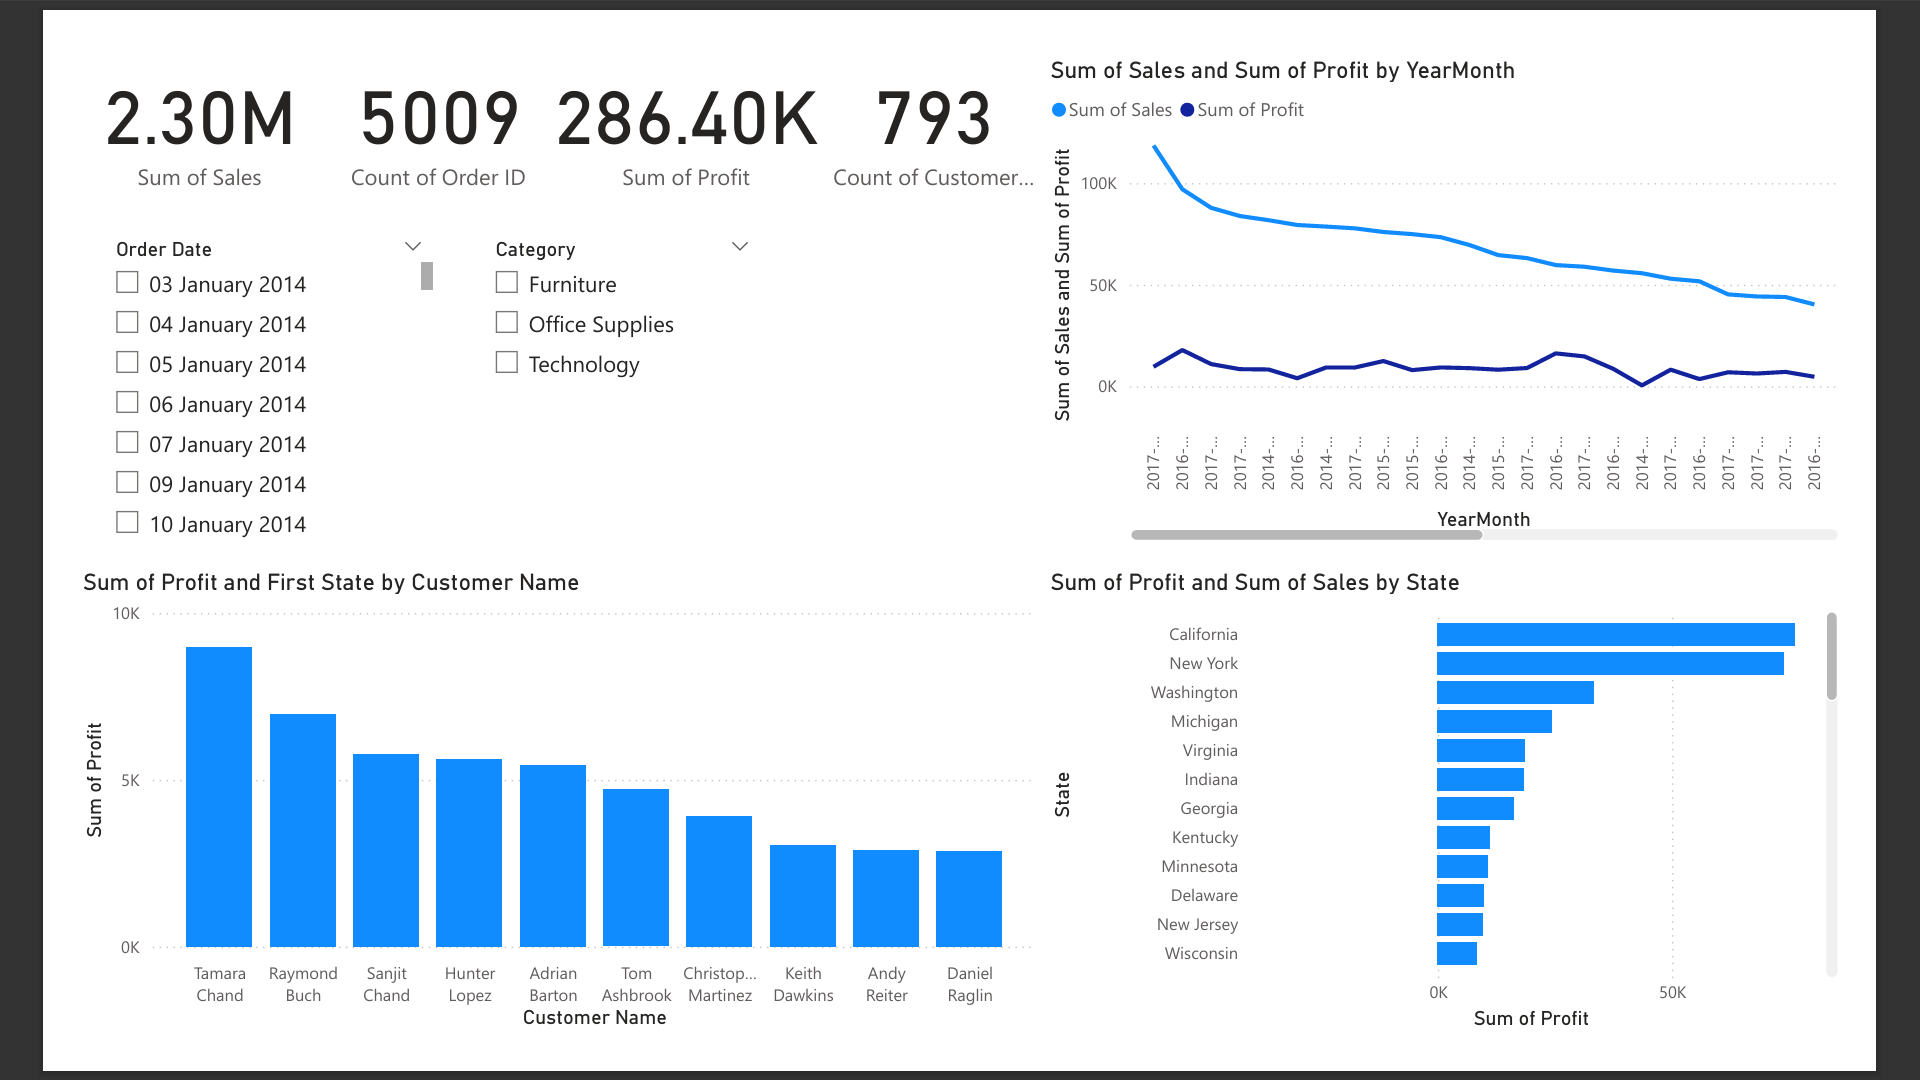 2.30M
Sum of Sales
5009
Count of Order ID
286.40K
Sum of Profit
793
Count of Customer...
Order Date
03 January 2014
04 January 2014
05 January 2014
06 January 2014
07 January 2014
09 January 2014
10 January 2014
Category
Furniture
Office Supplies
Technology
Sum of Sales and Sum of Profit by YearMonth
Sum of Sales
Sum of Profit
Sum of Sales and Sum of Profit
100K
50K
0K
2017-...
2016-...
2017-...
2017-...
2014-...
2016-...
2014-...
2017-...
2015-...
2015-...
2016-...
2014-...
2015-...
2017-...
2016-...
2017-...
2016-...
2014-...
2017-...
2016-...
2017-...
2017-...
2017-...
2016-...
YearMonth
Sum of Profit and First State by Customer Name
Sum of Profit
10K
5K
0K
Tamara
Chand
Raymond
Buch
Sanjit
Chand
Hunter
Lopez
Adrian
Barton
Tom
Ashbrook
Christop...
Martinez
Keith
Dawkins
Andy
Reiter
Daniel
Raglin
Customer Name
Sum of Profit and Sum of Sales by State
State
California
New York
Washington
Michigan
Virginia
Indiana
Georgia
Kentucky
Minnesota
Delaware
New Jersey
Wisconsin
0K
50K
Sum of Profit